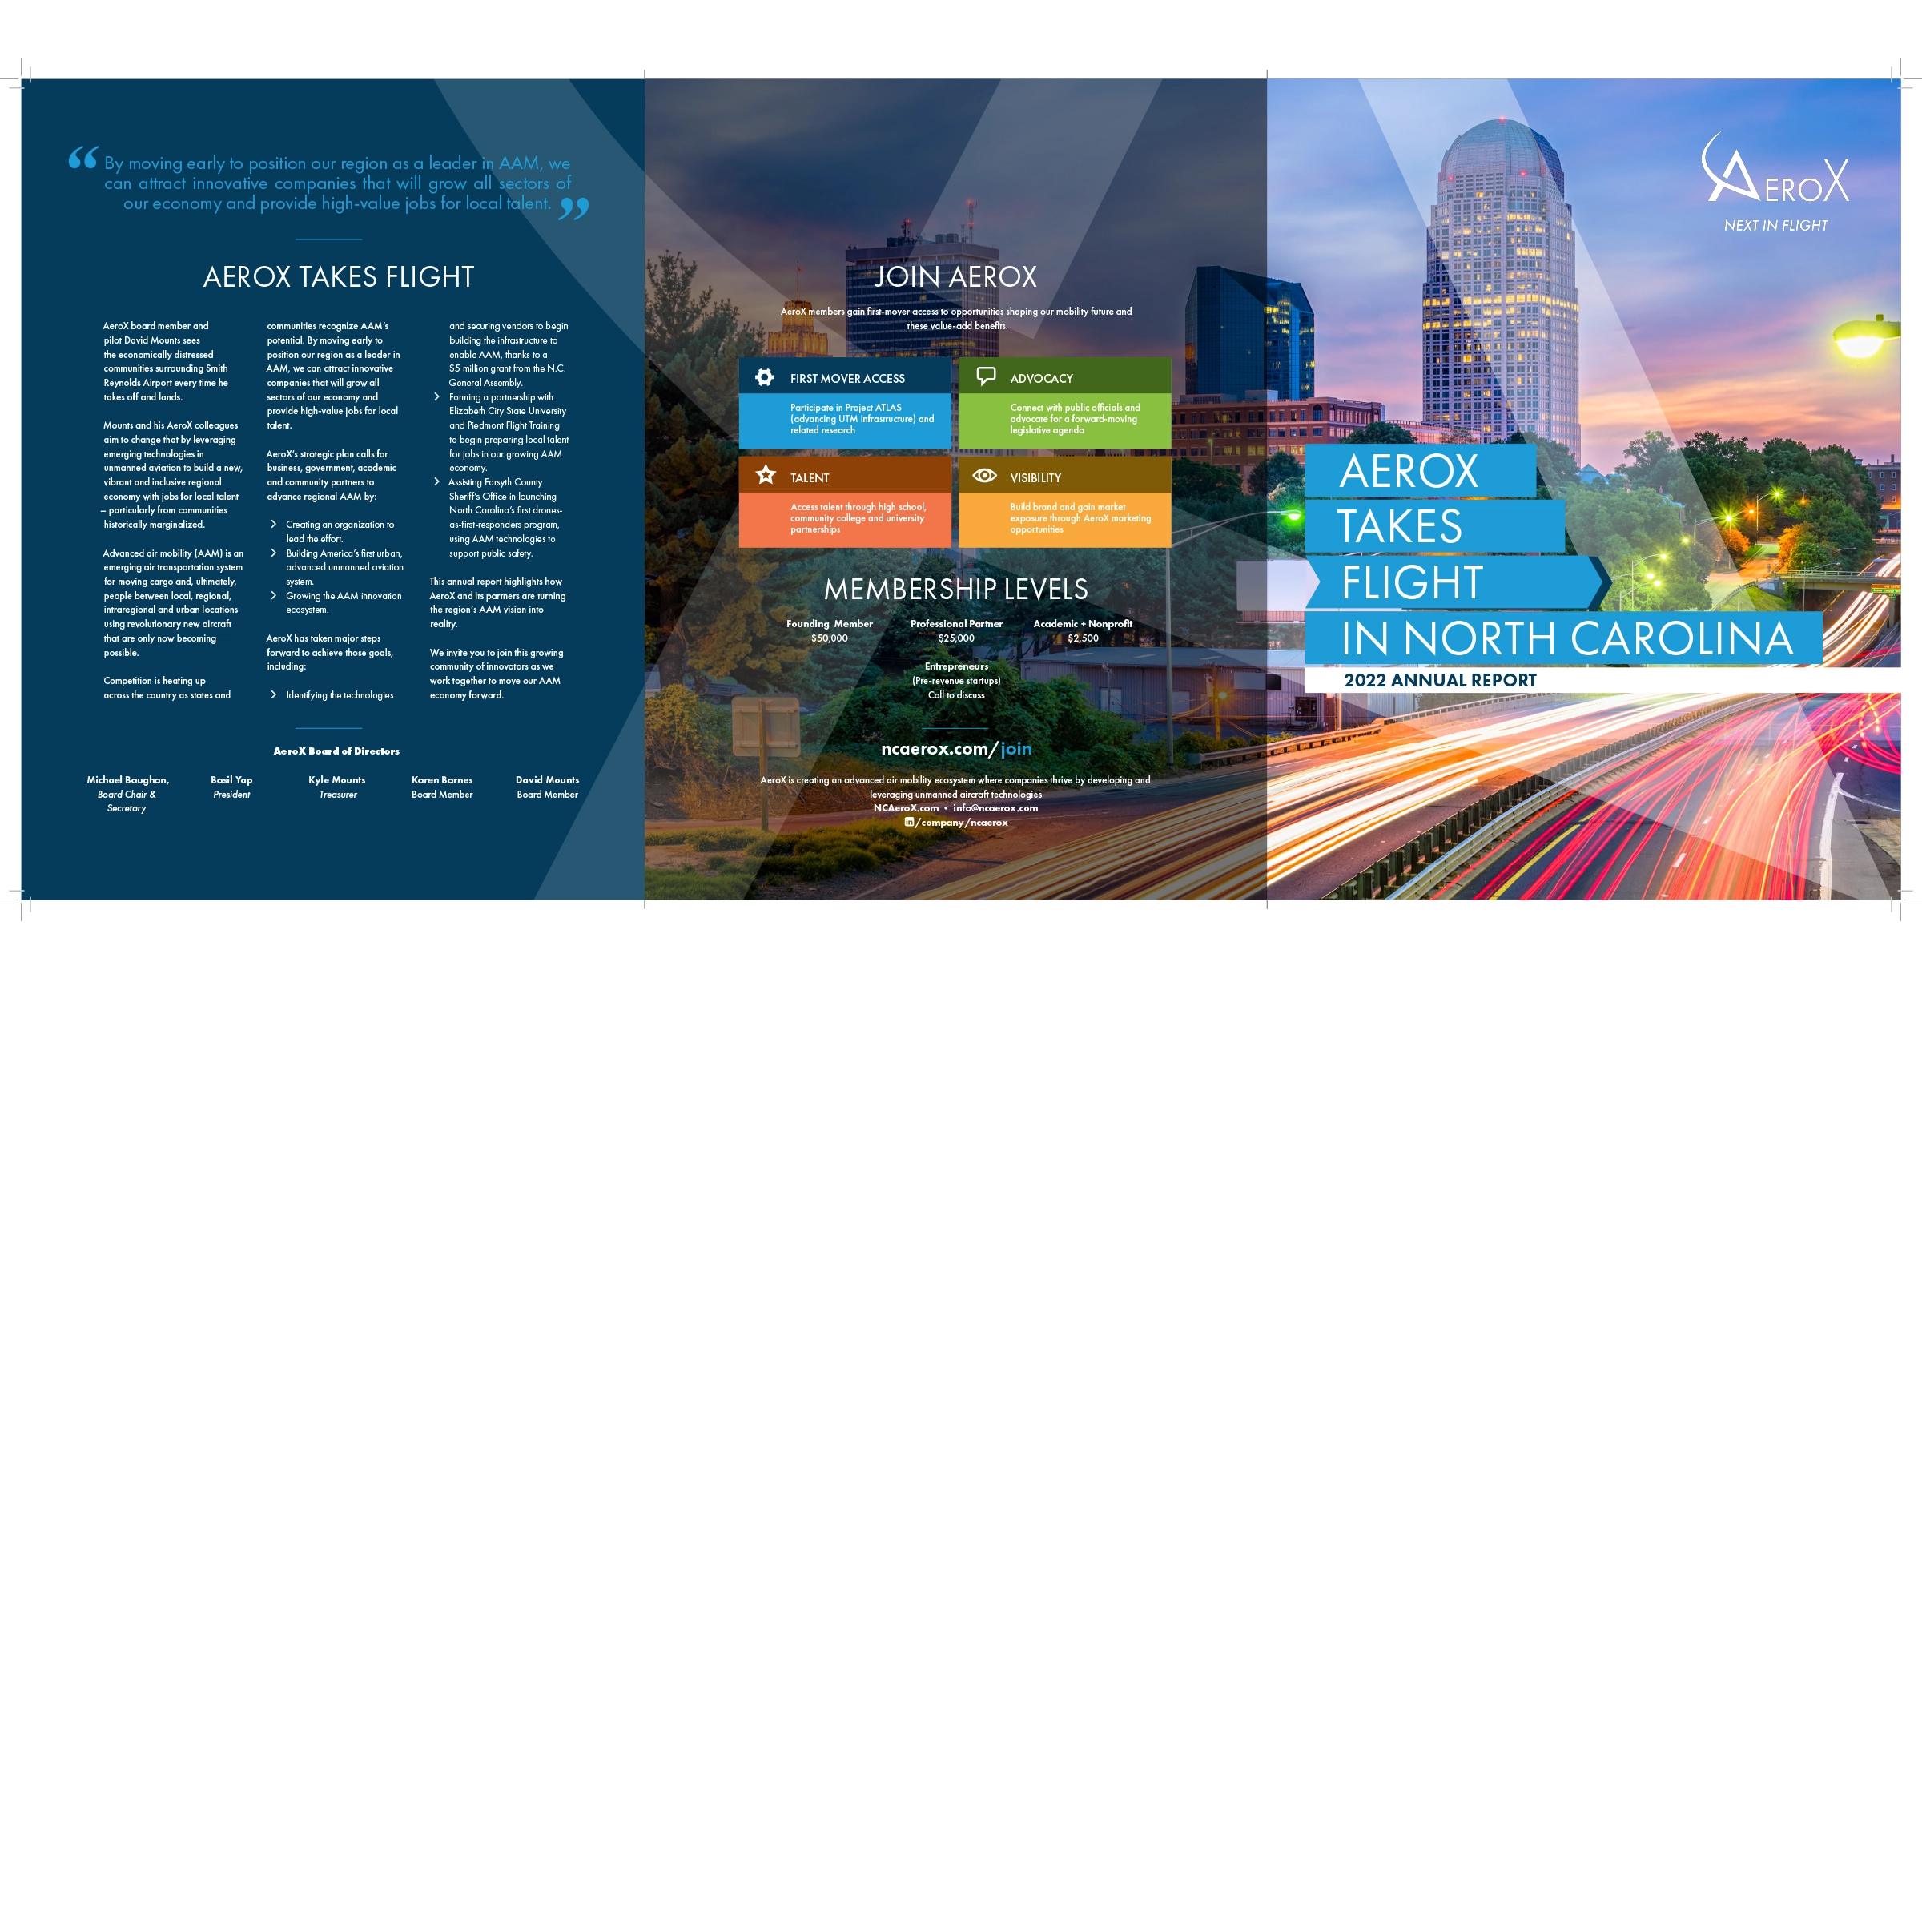 “ By moving early to position our region as a leader in AAM, we
can attract innovative companies that will grow all sectors of
our economy and provide high-value jobs for local talent. ”
AEROX TAKES FLIGHT
AeroX board member and
pilot David Mounts sees
the economically distressed
communities surrounding Smith
Reynolds Airport every time he
takes off and lands.
Mounts and his AeroX colleagues
aim to change that by leveraging
emerging technologies in
unmanned aviation to build a new,
vibrant and inclusive regional
economy with jobs for local talent
– particularly from communities
historically marginalized.
Advanced air mobility (AAM) is an
emerging air transportation system
for moving cargo and, ultimately,
people between local, regional,
intraregional and urban locations
using revolutionary new aircraft
that are only now becoming
possible.
Competition is heating up
across the country as states and
communities recognize AAM’s
potential. By moving early to
position our region as a leader in
AAM, we can attract innovative
companies that will grow all
sectors of our economy and
provide high-value jobs for local
talent.
AeroX’s strategic plan calls for
business, government, academic
and community partners to
advance regional AAM by:
Creating an organization to
lead the effort.
Building America’s first urban,
advanced unmanned aviation
system.
Growing the AAM innovation
ecosystem.
AeroX has taken major steps
forward to achieve those goals,
including:
Identifying the technologies
and securing vendors to begin
building the infrastructure to
enable AAM, thanks to a
$5 million grant from the N.C.
General Assembly.
Forming a partnership with
Elizabeth City State University
and Piedmont Flight Training
to begin preparing local talent
for jobs in our growing AAM
economy.
Assisting Forsyth County
Sheriff’s Office in launching
North Carolina’s first drones-
as-first-responders program,
using AAM technologies to
support public safety.
This annual report highlights how
AeroX and its partners are turning
the region’s AAM vision into
reality.
We invite you to join this growing
community of innovators as we
work together to move our AAM
economy forward.
AeroX Board of Directors
Michael Baughan,
Board Chair &
Secretary
Basil Yap
President
Kyle Mounts
Treasurer
Karen Barnes
Board Member
David Mounts
Board Member
JOIN AEROX
AeroX members gain first-mover access to opportunities shaping our mobility future and
these value-add benefits.
FIRST MOVER ACCESS
Participate in Project ATLAS
(advancing UTM infrastructure) and
related research
ADVOCACY
Connect with public officials and
advocate for a forward-moving
legislative agenda
TALENT
Access talent through high school,
community college and university
partnerships
VISIBILITY
Build brand and gain market
exposure through AeroX marketing
opportunities
MEMBERSHIP LEVELS
Founding Member
$50,000
Professional Partner
$25,000
Academic + Nonprofit
$2,500
Entrepreneurs
(Pre-revenue startups)
Call to discuss
ncaerox.com/join
AeroX is creating an advanced air mobility ecosystem where companies thrive by developing and
leveraging unmanned aircraft technologies
NCAeroX.com • info@ncaerox.com
in/company/ncaerox
AEROX
NEXT IN FLIGHT
AEROX
TAKES
FLIGHT
IN NORTH CAROLINA
2022 ANNUAL REPORT